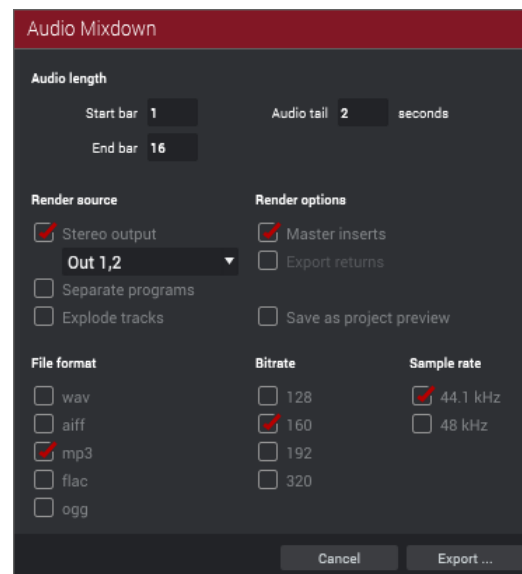 Audio Mixdown
Audio length
Start bar 1 Audio tail 2 seconds
End bar 16
Render source Render options
Stereo output Master inserts
Out 1,2 Export returns
Separate programs
Explode tracks Save as project preview
File format Bitrate Sample rate
wav 128 44.1 kHz
aiff 160 48 kHz
mp3 192
flac 320
ogg
Cancel Export ...